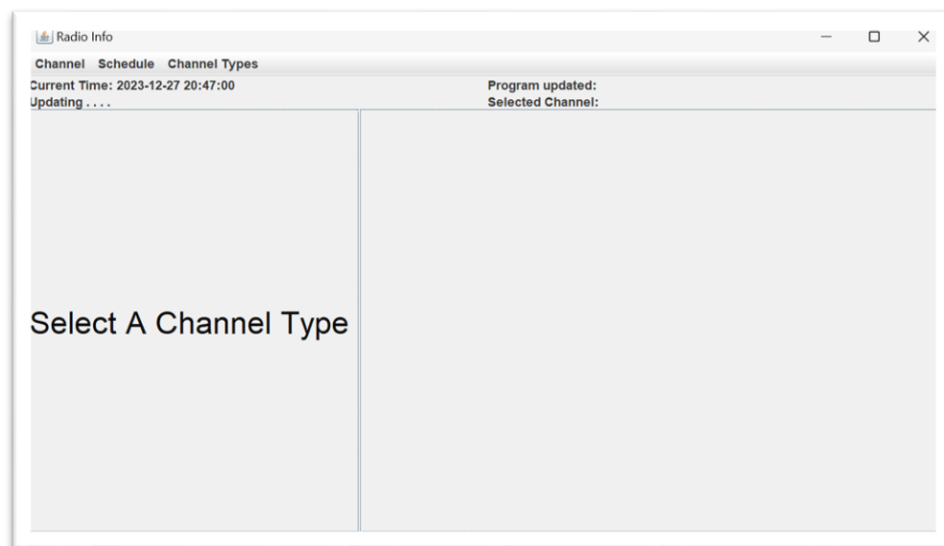 Radio Info
Channel Schedule Channel Types
Current Time: 2023-12-27 20:47:00
Program updated:
Updating . . . .
Selected Channel:
Select A Channel Type